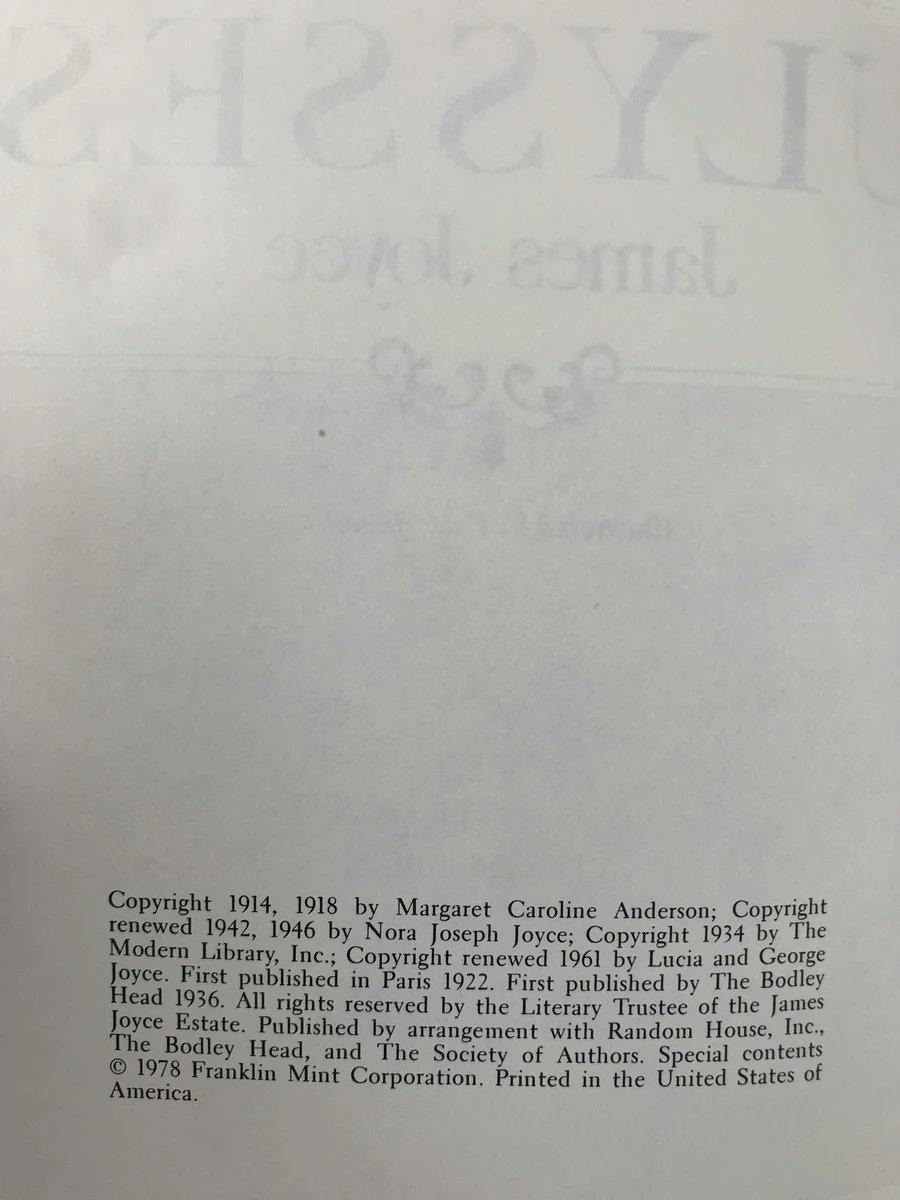 ULYSSES
James Joyce
Copyright 1914, 1918 by Margaret Caroline Anderson; Copyright
renewed 1942, 1946 by Nora Joseph Joyce; Copyright 1934 by The
Modern Library, Inc.; Copyright renewed 1961 by Lucia and George
Joyce. First published in Paris 1922. First published by The Bodley
Head 1936. All rights reserved by the Literary Trustee of the James
Joyce Estate. Published by arrangement with Random House, Inc.,
The Bodley Head, and The Society of Authors. Special contents
© 1978 Franklin Mint Corporation. Printed in the United States of
America.